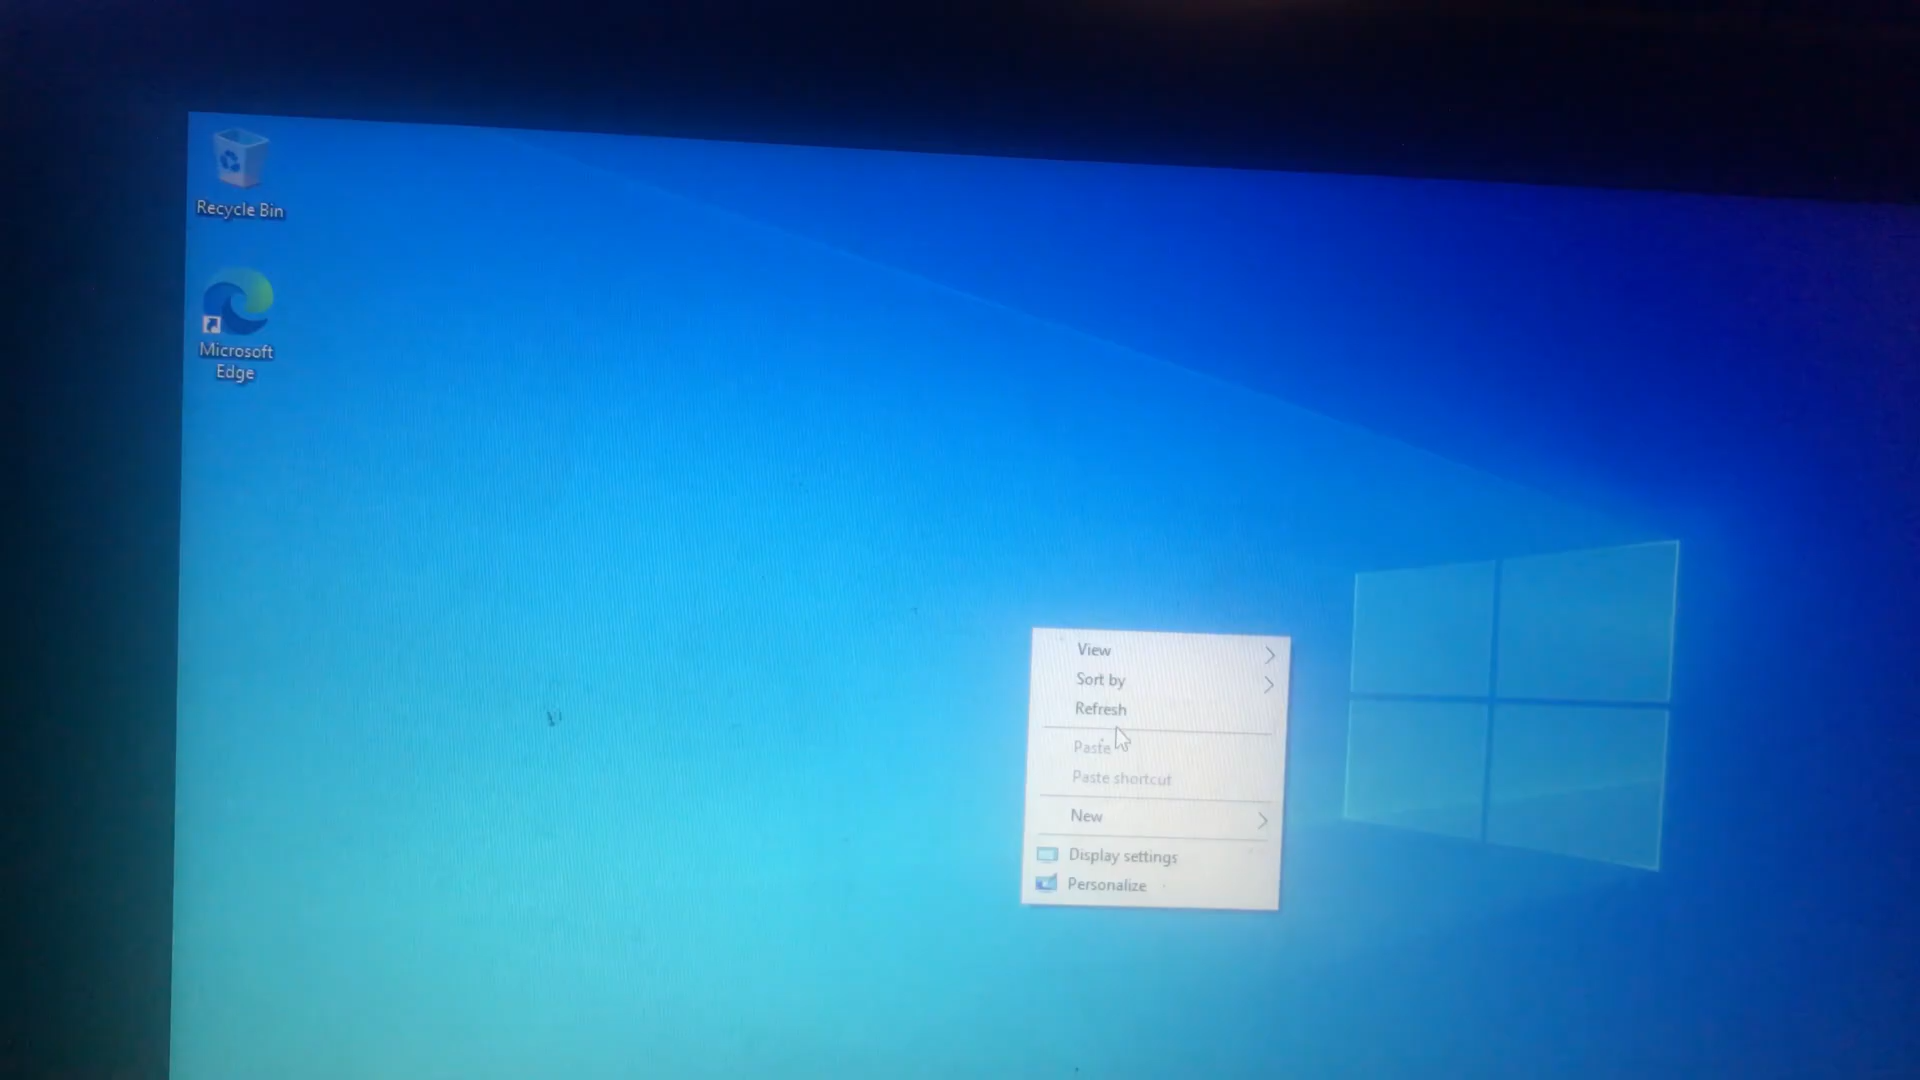 Recycle Bin
Microsoft
Edge
View
Sort by
Refresh
Paste
Paste shortcut
New
Display settings
Personalize